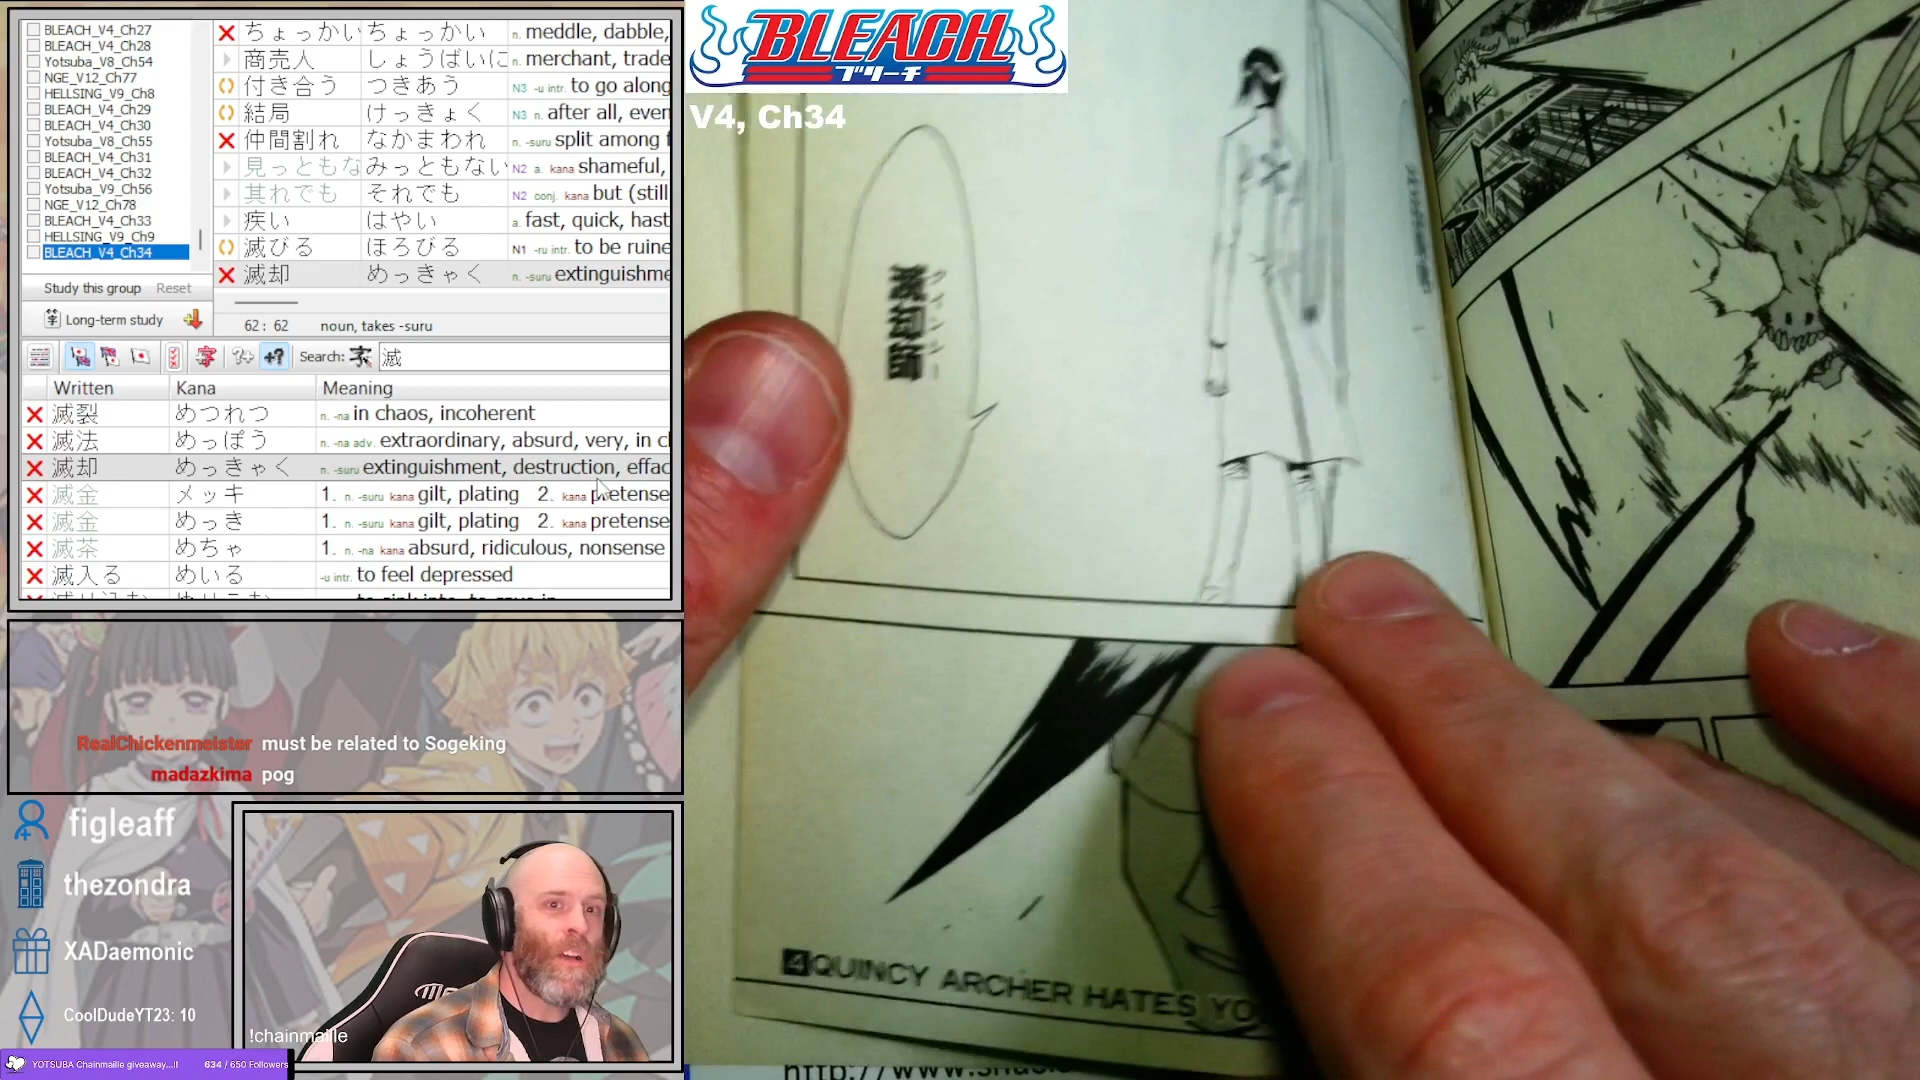 BLEACH_V4_Ch27
BLEACH_V4_Ch28
Yotsuba_V8_Ch54
NGE_V12_Ch77
HELLSING_V9_Ch8
BLEACH_V4_Ch29
BLEACH_V4_Ch30
Yotsuba_V8_Ch55
BLEACH_V4_Ch31
BLEACH_V4_Ch32
Yotsuba_V9_Ch56
NGE_V12_Ch78
BLEACH_V4_Ch33
HELLSING_V9_Ch9
BLEACH_V4_Ch34
Study this group Reset
Long-term study
ちょっかい ちょっかい n. meddle, dabble,
商売人 しょうばいに n. merchant, trade
付き合う つきあう N3 -u intr. to go along
結局 けっきょく N3 n. after all, even
仲間割れ なかまわれ n. -suru split among
見っともな みっともない N2 a. kana shameful,
其れでも それでも N2 conj. kana but (still
疾い はやい a. fast, quick, hast
滅びる ほろびる N1 -ru intr. to be ruine
滅却 めっきゃく n. -suru extinguishme
62: 62 noun, takes -suru
Search: 滅
Written Kana Meaning
滅裂 めつれつ n. -na in chaos, incoherent
滅法 めっぽう n. -na adv. extraordinary, absurd, very, in
滅却 めっきゃく n. -suru extinguishment, destruction, effac
滅金 メッキ 1. n. -suru kana gilt, plating 2. kana pretense
滅金 めっき 1. n. -suru kana gilt, plating 2. kana pretense
滅茶 めちゃ 1. n. -na kana absurd, ridiculous, nonsense
滅入る めいる -u intr. to feel depressed
RealChickenmeister must be related to Sogeking
madazkima pog
figleaff
thezondra
XADaemonic
CoolDudeYT23: 10
!chainmaille
YOTSUBA Chainmaille giveaway...!! 634 / 650 Followers
BLEACH
ブリーチ
V4, Ch34
滅却師
クインシー
4 QUINCY ARCHER HATES YO